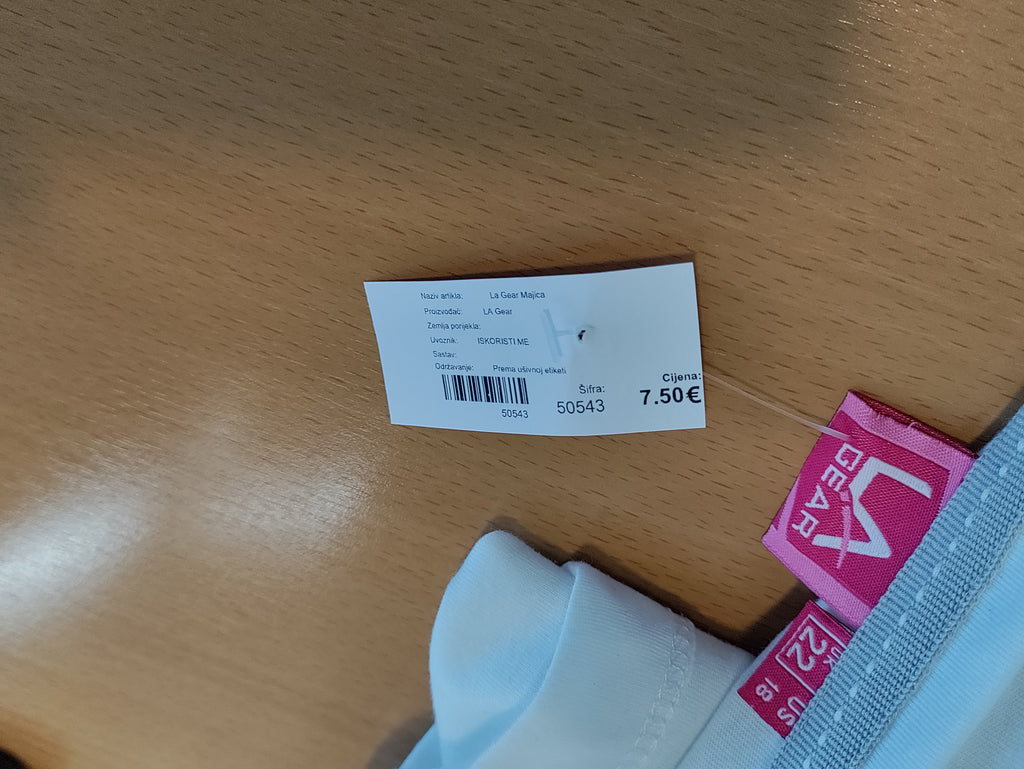 Naziv artikla: La Gear Majica
Proizvođač: LA Gear
Zemlja porijekla:
Uvoznik: ISKORISTI ME
Sastav:
Održavanje: Prema ušivnoj etiketi
50543
Šifra:
50543
Cijena:
7.50€
LA
GEAR
UK
22
US
18